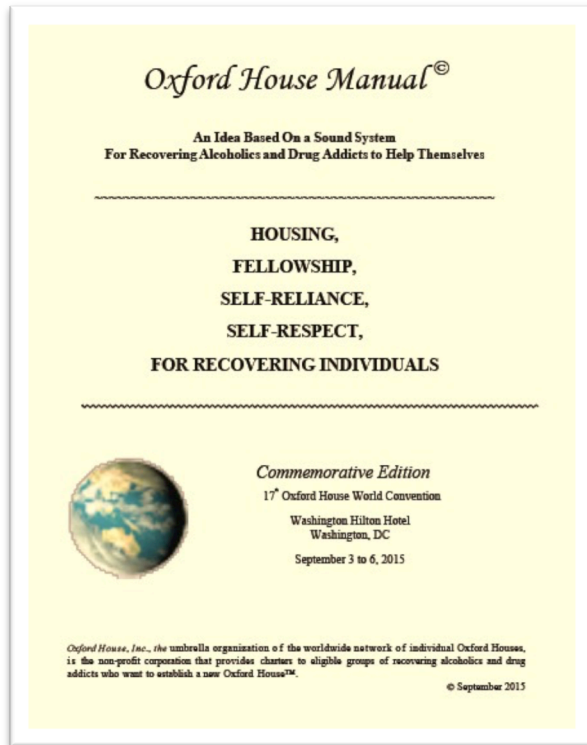 Oxford House Manual©
An Idea Based On a Sound System
For Recovering Alcoholics and Drug Addicts to Help Themselves
HOUSING,
FELLOWSHIP,
SELF-RELIANCE,
SELF-RESPECT,
FOR RECOVERING INDIVIDUALS
Commemorative Edition
17* Oxford House World Convention
Washington Hilton Hotel
Washington, DC
September 3 to 6, 2015
Oxford House, Inc., the umbrella organization of the worldwide network of individual Oxford Houses,
is the non-profit corporation that provides charters to eligible groups of recovering alcoholics and drug
addicts who want to establish a new Oxford House™.
© September 2015